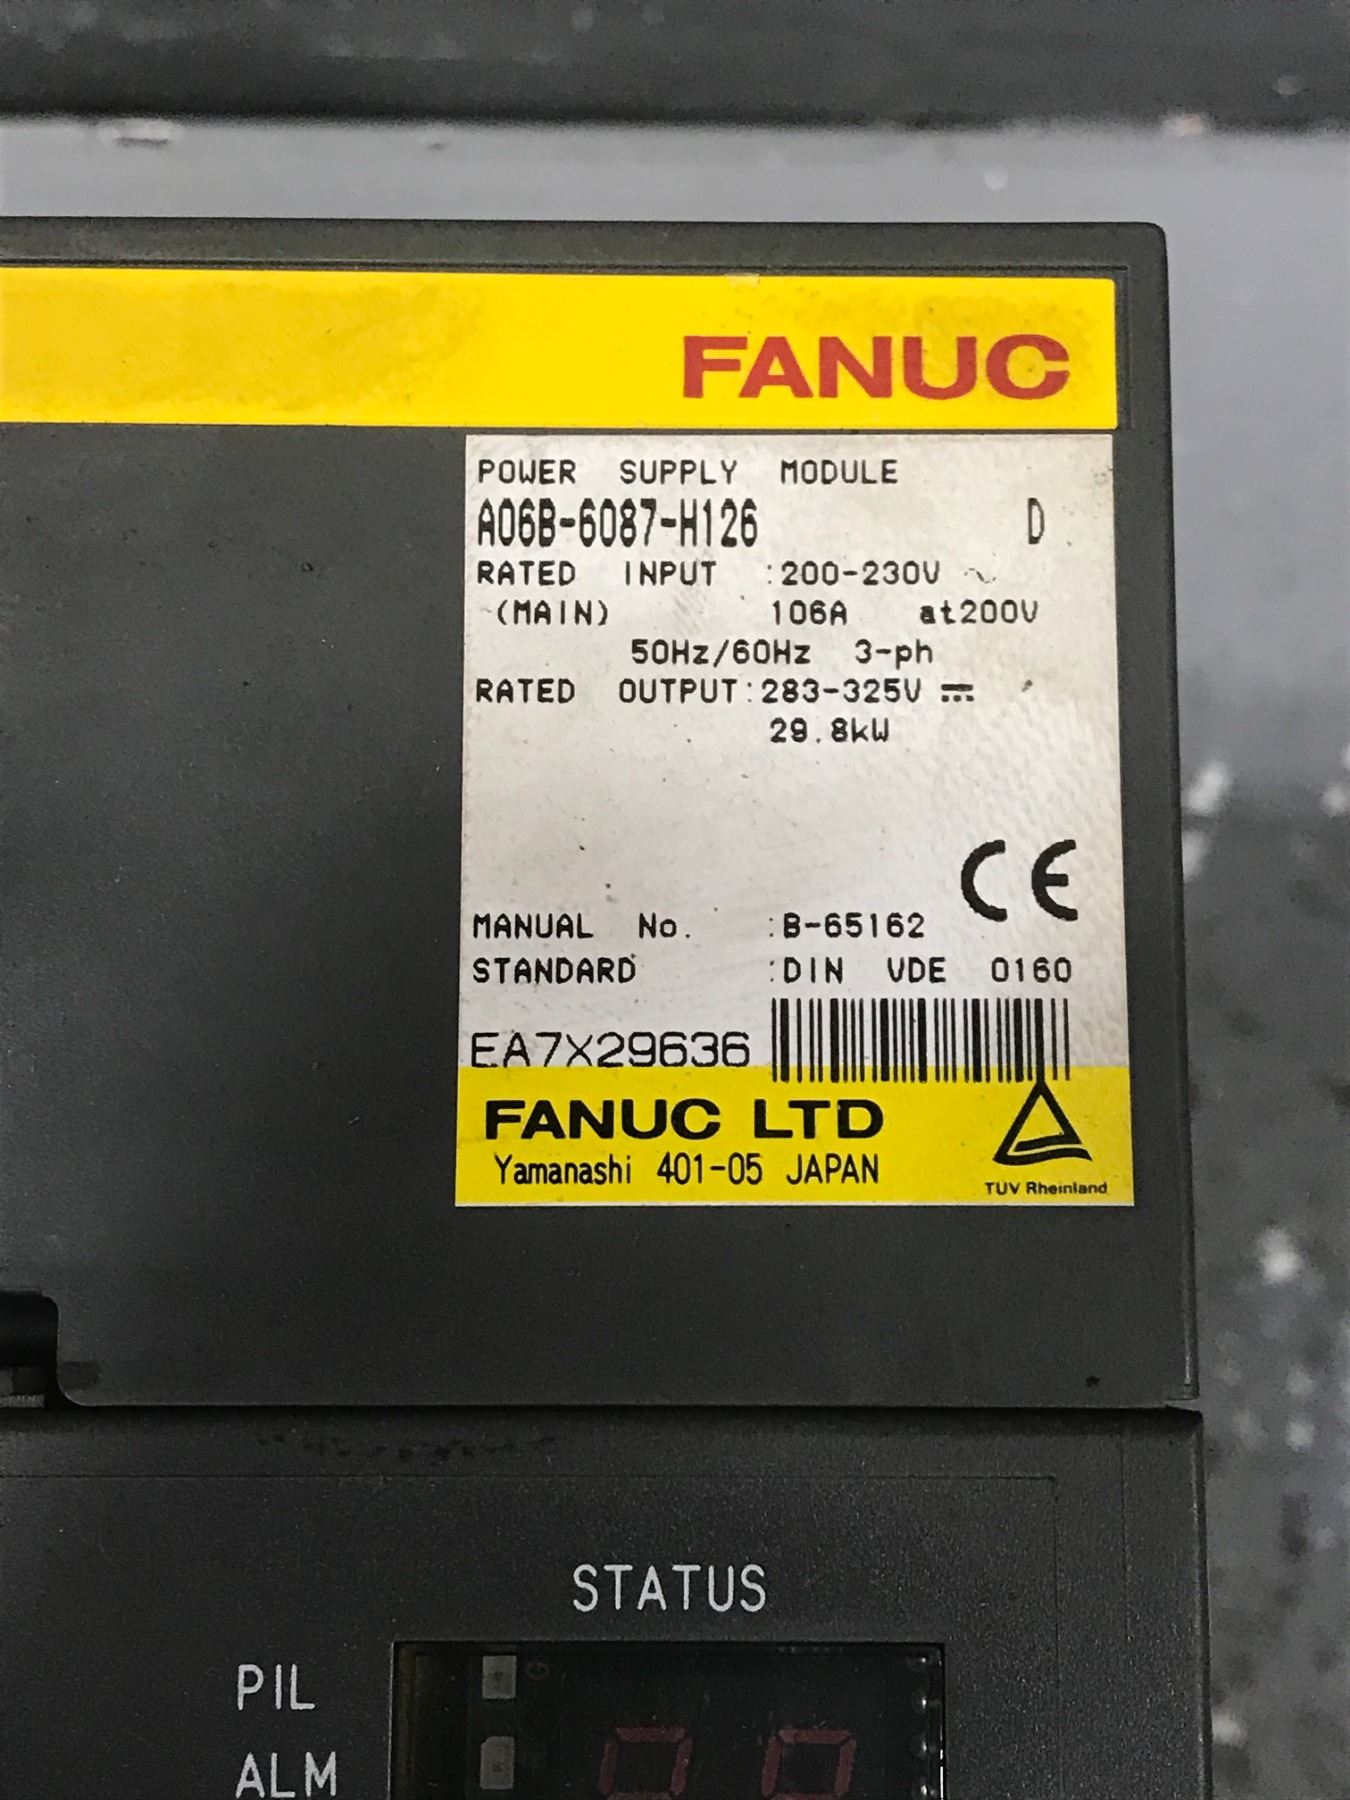 FANUC
POWER SUPPLY MODULE
A06B-6087-H126 D
RATED INPUT :200-230V ~
(MAIN) 106A at200V
50Hz/60Hz 3-ph
RATED OUTPUT:283-325V ⎓
29.8kW
CE
MANUAL No. :B-65162
STANDARD :DIN VDE 0160
EA7X29636
FANUC LTD
Yamanashi 401-05 JAPAN
TUV Rheinland
STATUS
PIL
ALM